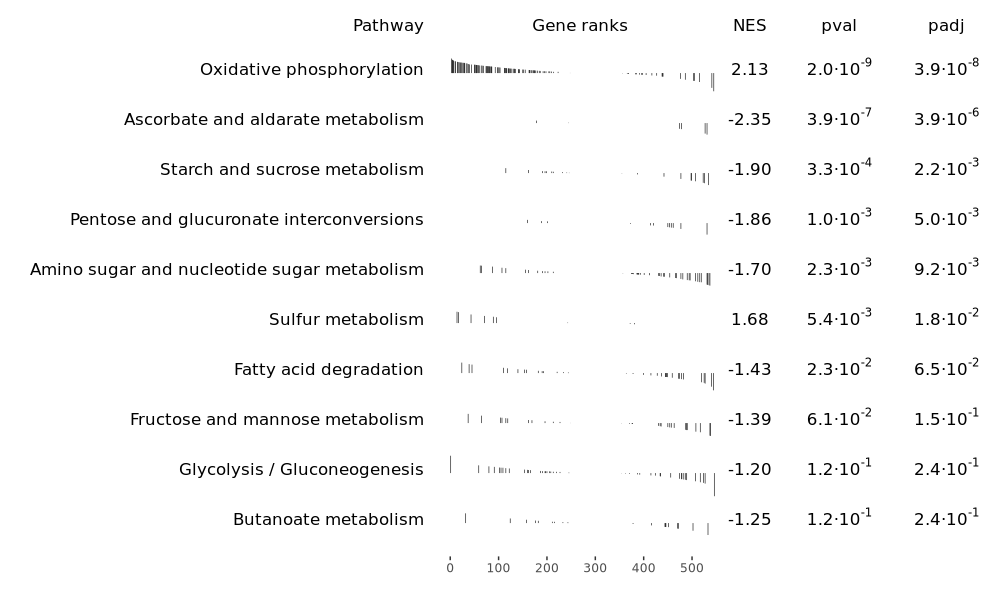 Pathway Gene ranks NES pval padj
Oxidative phosphorylation 2.13 2.0·10⁻⁹ 3.9·10⁻⁸
Ascorbate and aldarate metabolism -2.35 3.9·10⁻⁷ 3.9·10⁻⁶
Starch and sucrose metabolism -1.90 3.3·10⁻⁴ 2.2·10⁻³
Pentose and glucuronate interconversions -1.86 1.0·10⁻³ 5.0·10⁻³
Amino sugar and nucleotide sugar metabolism -1.70 2.3·10⁻³ 9.2·10⁻³
Sulfur metabolism 1.68 5.4·10⁻³ 1.8·10⁻²
Fatty acid degradation -1.43 2.3·10⁻² 6.5·10⁻²
Fructose and mannose metabolism -1.39 6.1·10⁻² 1.5·10⁻¹
Glycolysis / Gluconeogenesis -1.20 1.2·10⁻¹ 2.4·10⁻¹
Butanoate metabolism -1.25 1.2·10⁻¹ 2.4·10⁻¹
0 100 200 300 400 500